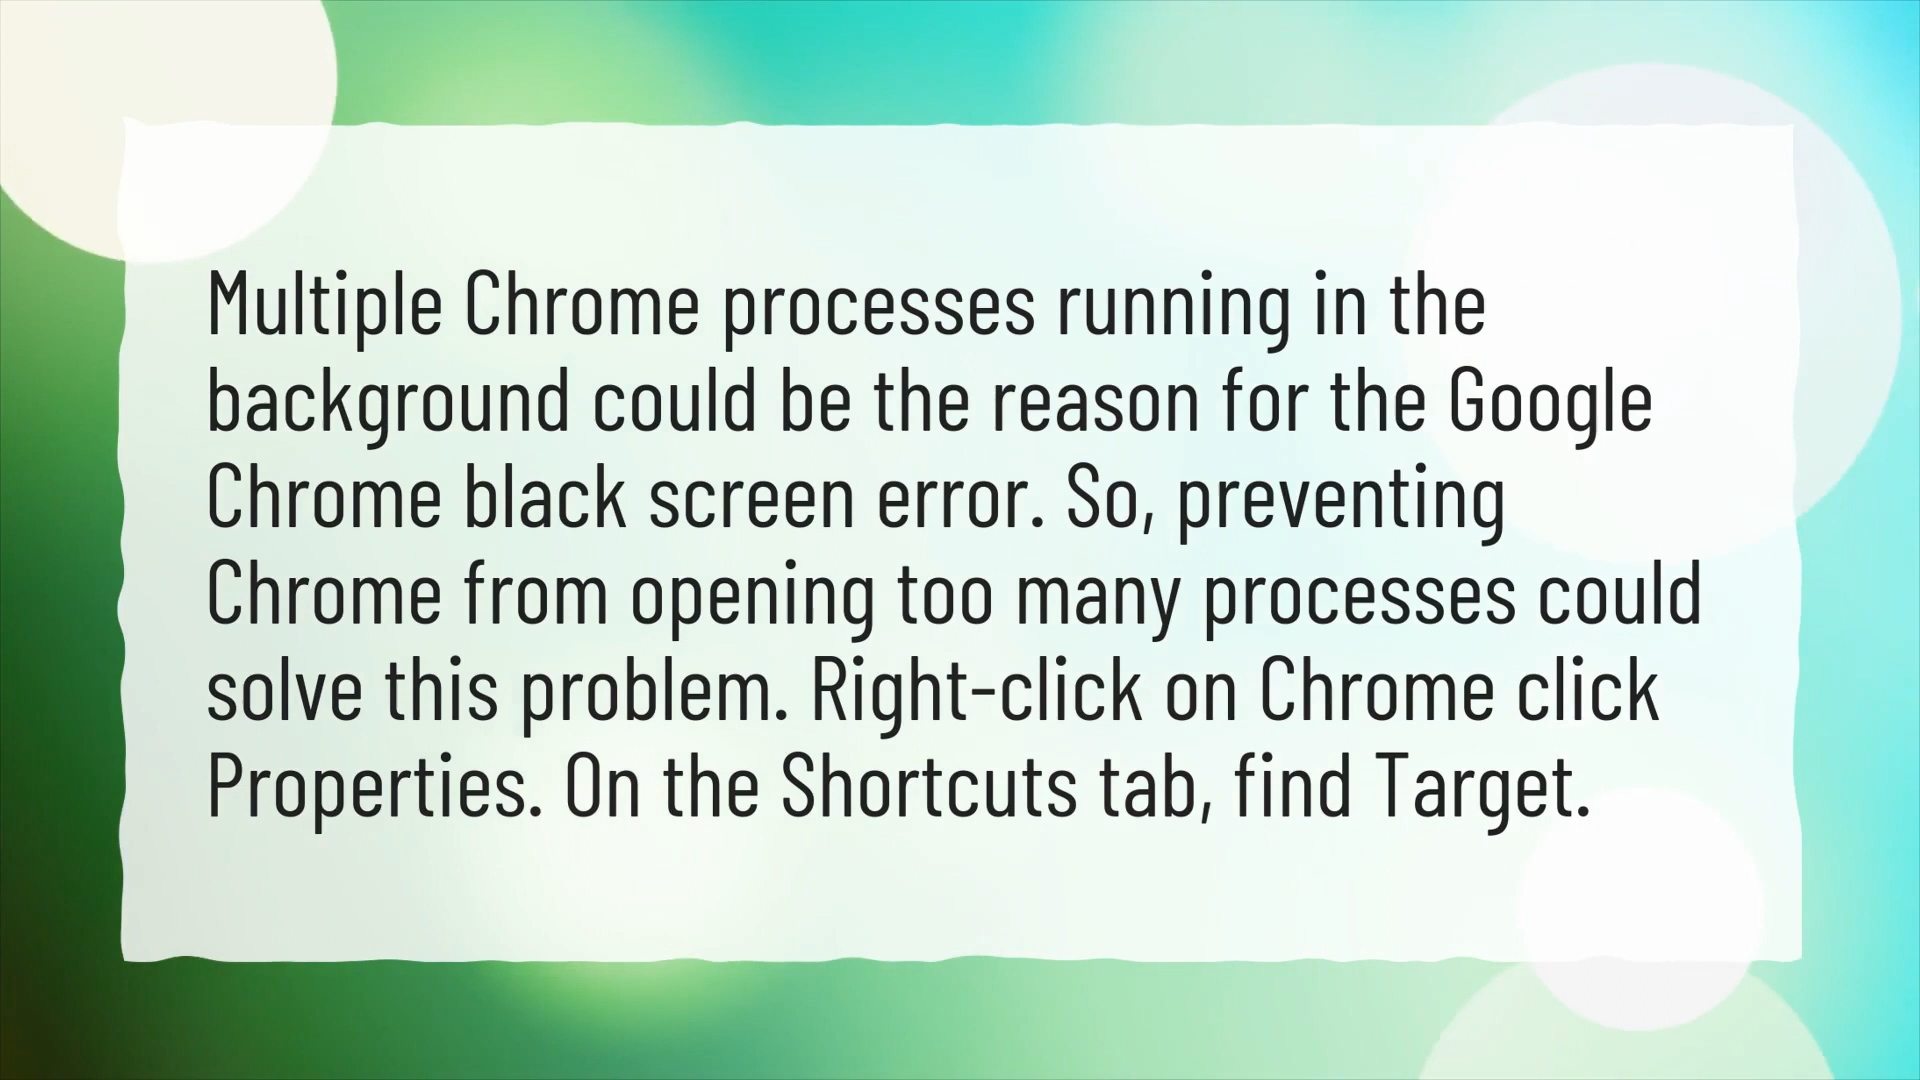 Multiple Chrome processes running in the
background could be the reason for the Google
Chrome black screen error. So, preventing
Chrome from opening too many processes could
solve this problem. Right-click on Chrome click
Properties. On the Shortcuts tab, find Target.